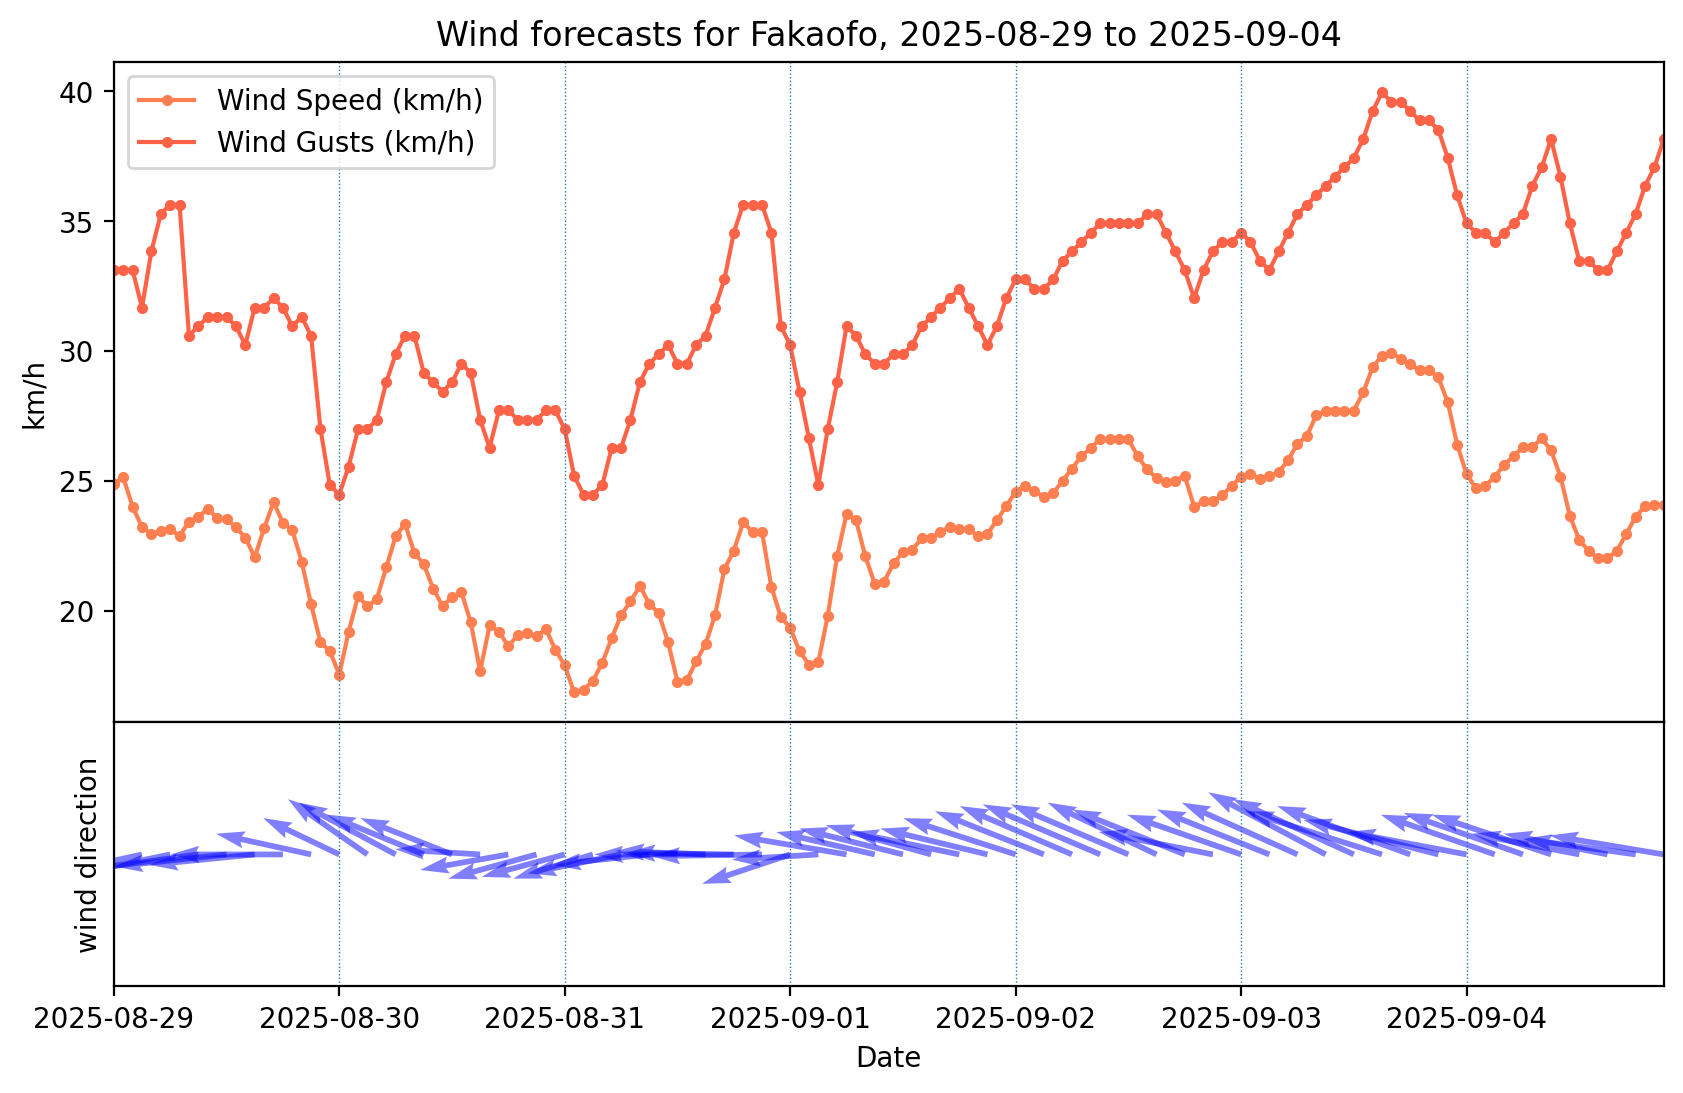 Wind forecasts for Fakaofo, 2025-08-29 to 2025-09-04
Wind Speed (km/h)
Wind Gusts (km/h)
40
35
30
25
20
km/h
wind direction
2025-08-29
2025-08-30
2025-08-31
2025-09-01
2025-09-02
2025-09-03
2025-09-04
Date